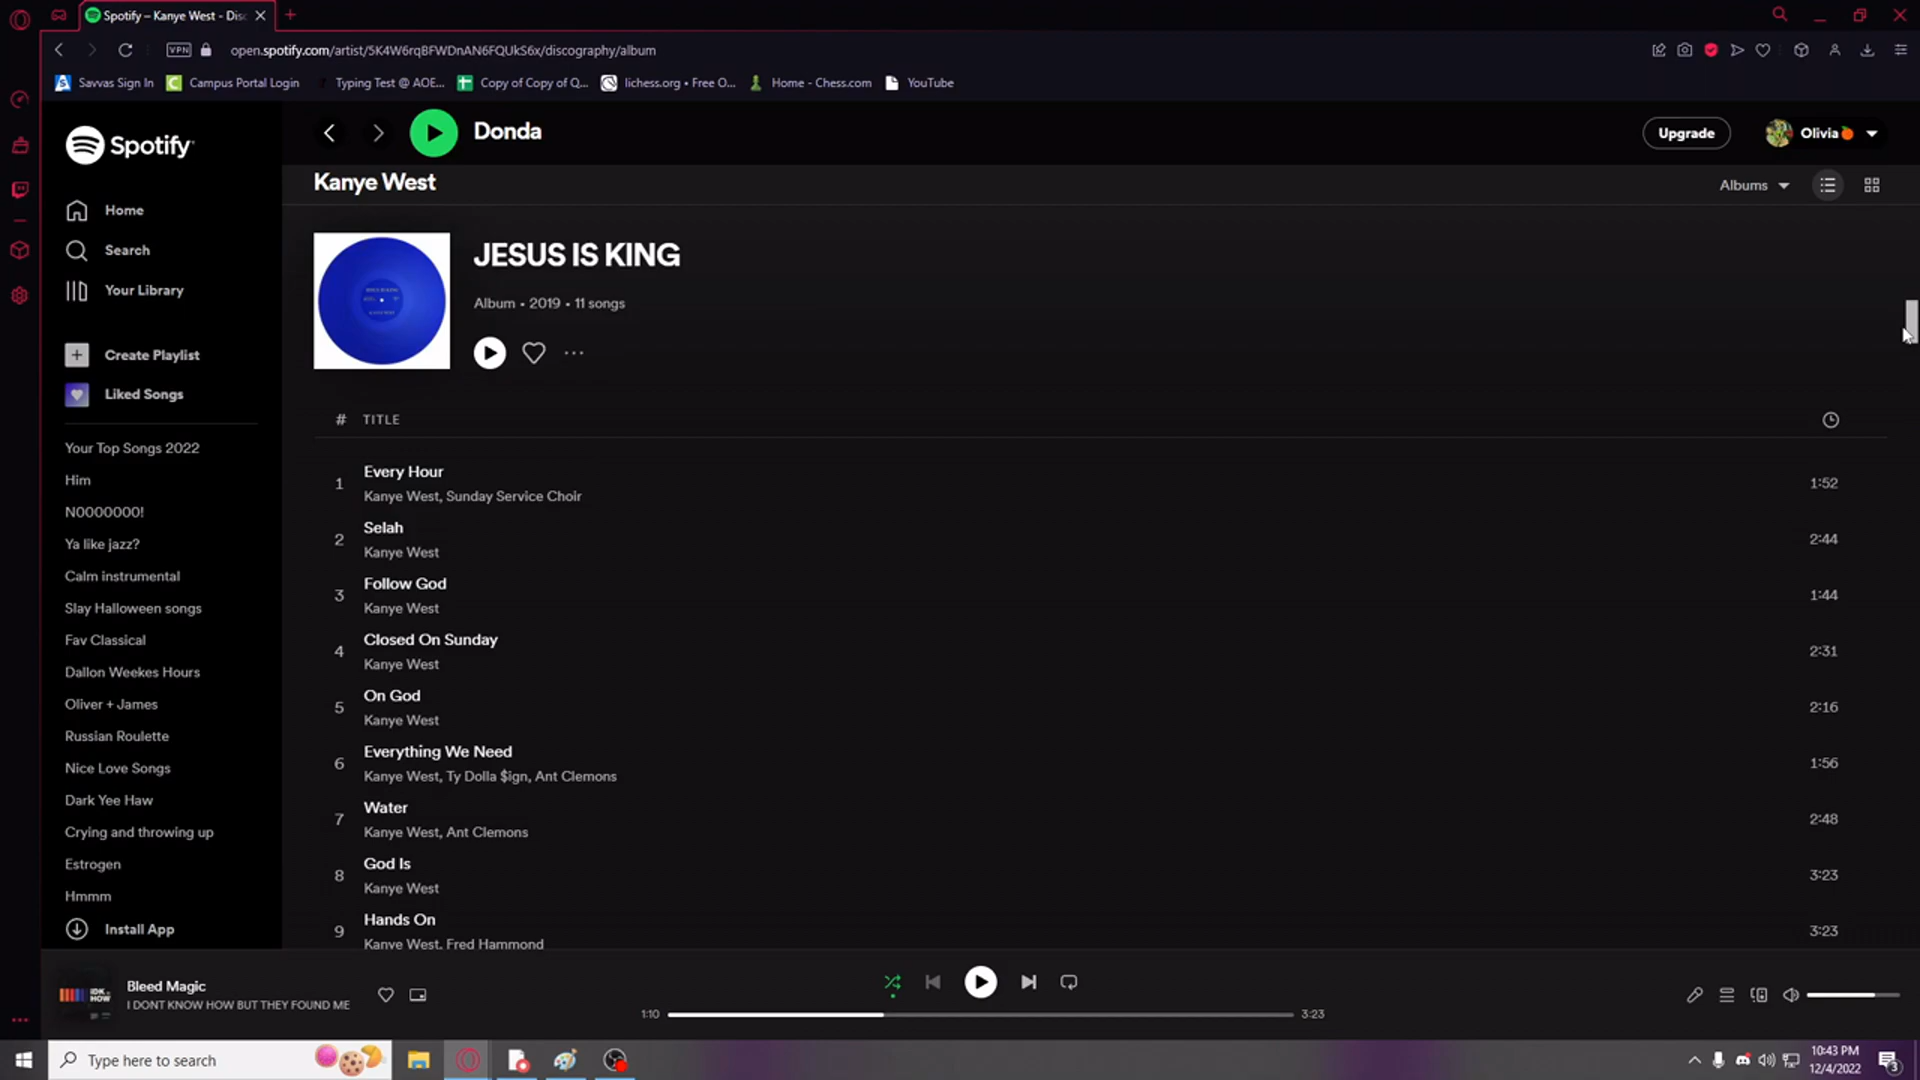 Spotify – Kanye West - Disc
VPN
open.spotify.com/artist/5K4W6rqBFWDnAN6FQUkS6x/discography/album
Savvas Sign In
Campus Portal Login
Typing Test @ AOE...
Copy of Copy of Q...
lichess.org • Free O...
Home - Chess.com
YouTube
Spotify
Donda
Upgrade
Olivia🍊
Kanye West
Albums
Home
Search
Your Library
Create Playlist
Liked Songs
Your Top Songs 2022
Him
N0000000!
Ya like jazz?
Calm instrumental
Slay Halloween songs
Fav Classical
Dallon Weekes Hours
Oliver + James
Russian Roulette
Nice Love Songs
Dark Yee Haw
Crying and throwing up
Estrogen
Hmmm
Install App
JESUS IS KING
Album • 2019 • 11 songs
# TITLE
1 Every Hour 1:52
Kanye West, Sunday Service Choir
2 Selah 2:44
Kanye West
3 Follow God 1:44
Kanye West
4 Closed On Sunday 2:31
Kanye West
5 On God 2:16
Kanye West
6 Everything We Need 1:56
Kanye West, Ty Dolla $ign, Ant Clemons
7 Water 2:48
Kanye West, Ant Clemons
8 God Is 3:23
Kanye West
9 Hands On 3:23
Kanye West, Fred Hammond
Bleed Magic
I DONT KNOW HOW BUT THEY FOUND ME
1:10
3:23
Type here to search
10:43 PM
12/4/2022
3